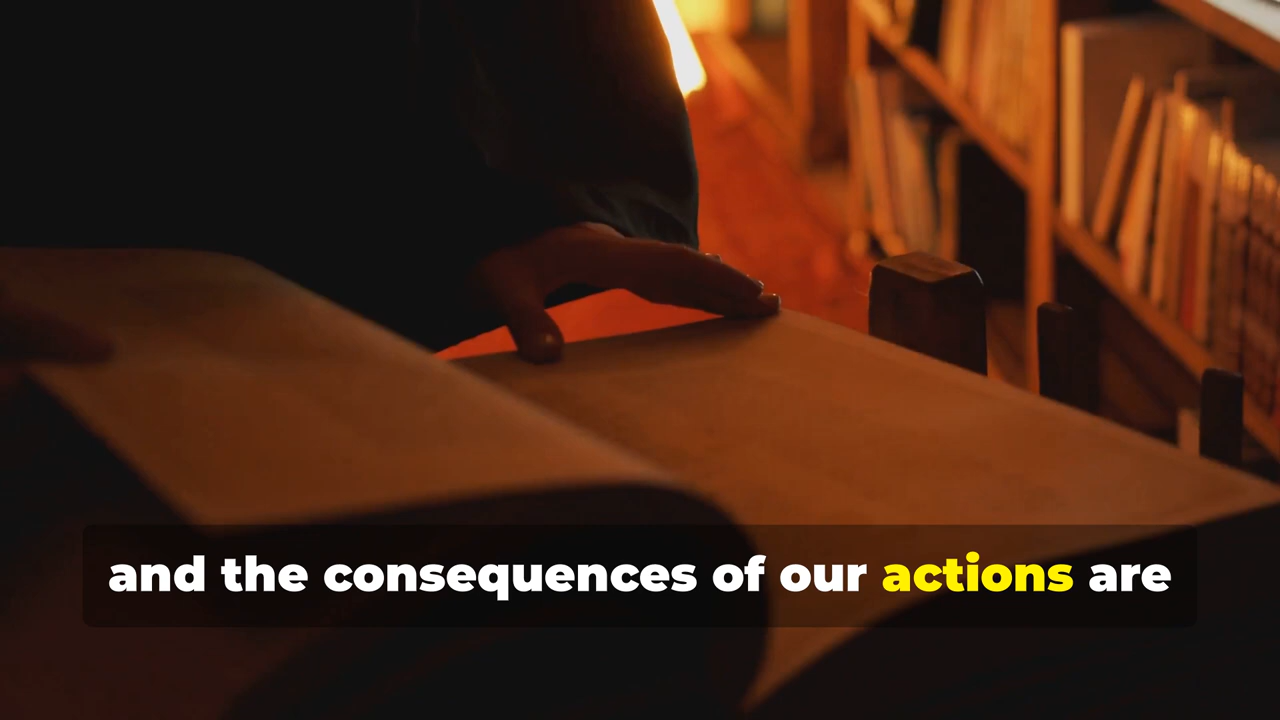 and the consequences of our actions are